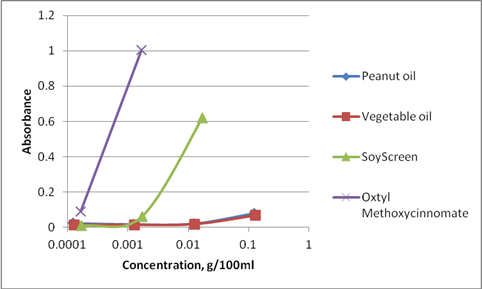 1.2
1
0.8
0.6
0.4
0.2
0
Absorbance
0.0001 0.001 0.01 0.1 1
Concentration, g/100ml
Peanut oil
Vegetable oil
SoyScreen
Oxtyl
Methoxycinnomate